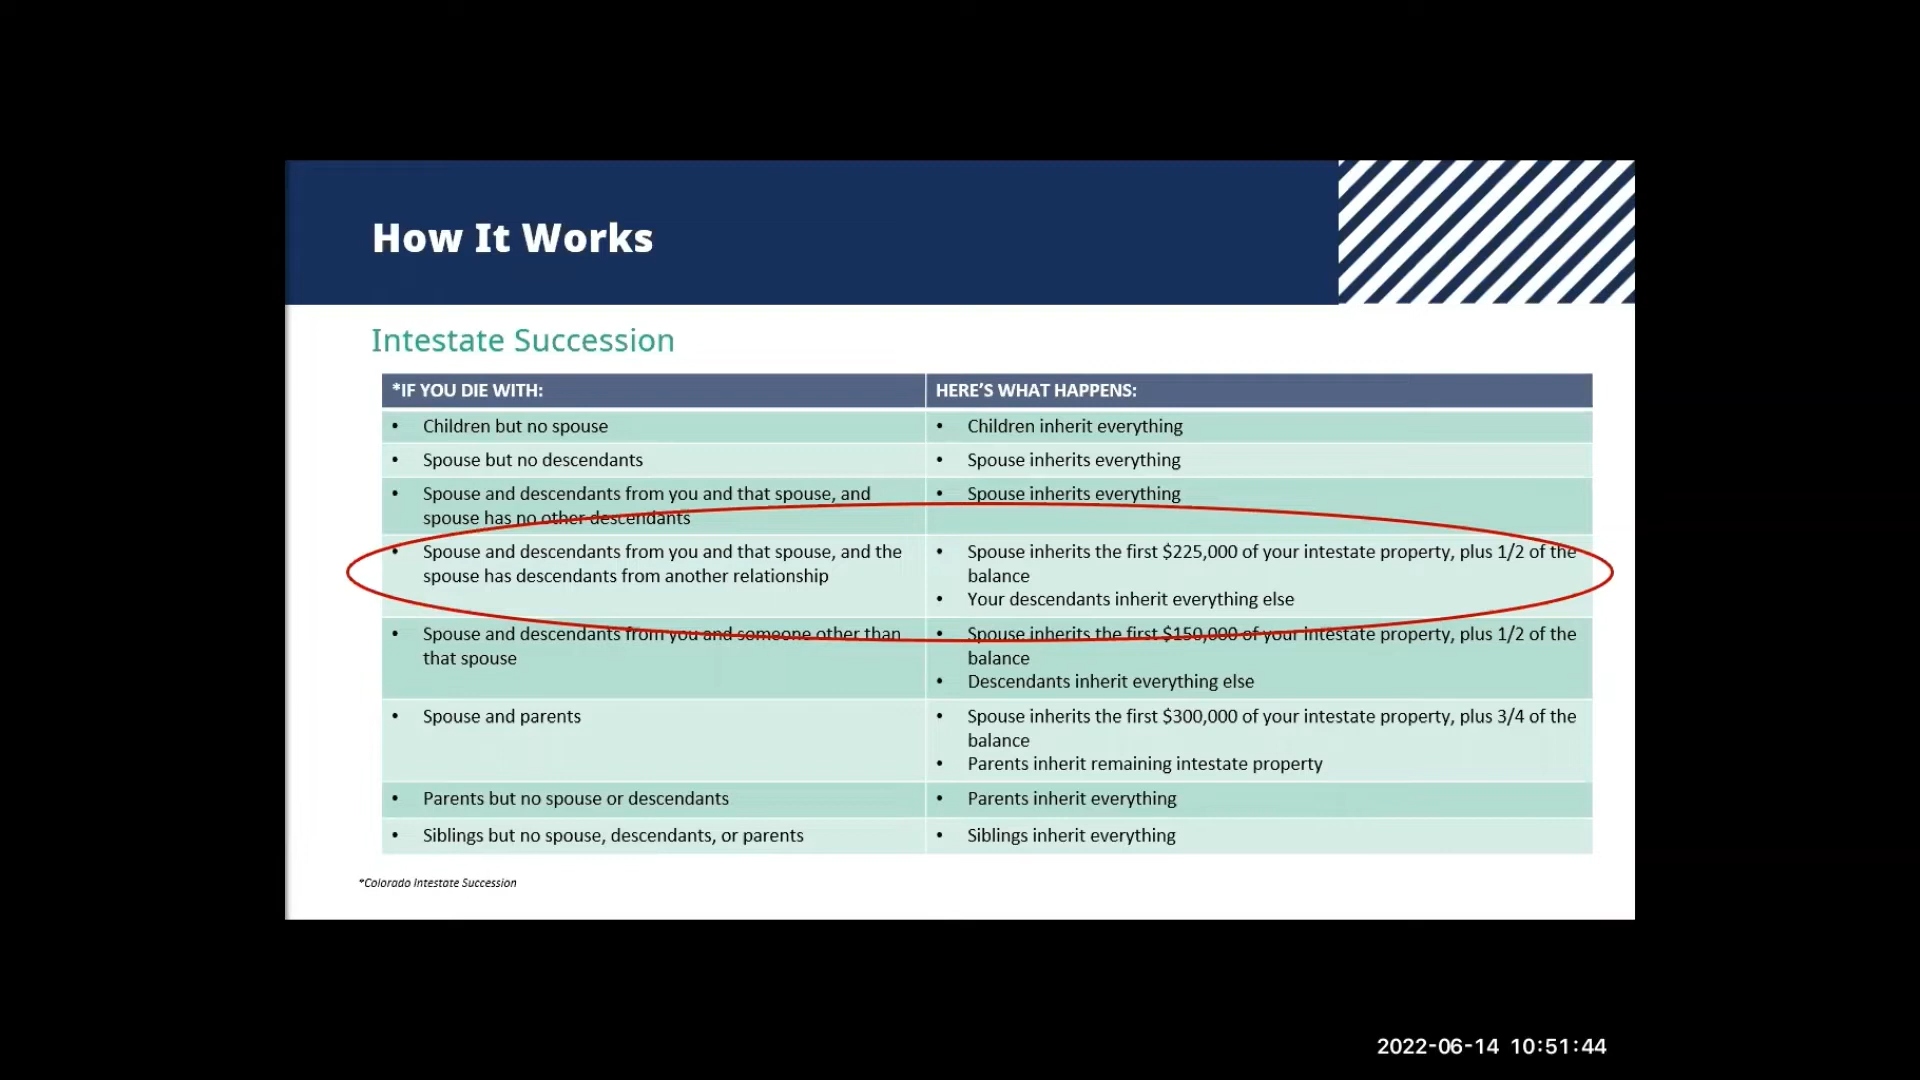 How It Works
Intestate Succession
*IF YOU DIE WITH:
HERE'S WHAT HAPPENS:
• Children but no spouse
• Children inherit everything
• Spouse but no descendants
• Spouse inherits everything
• Spouse and descendants from you and that spouse, and
spouse has no other descendants
• Spouse inherits everything
• Spouse and descendants from you and that spouse, and the
spouse has descendants from another relationship
• Spouse inherits the first $225,000 of your intestate property, plus 1/2 of the
balance
• Your descendants inherit everything else
• Spouse and descendants from you and someone other than
that spouse
• Spouse inherits the first $150,000 of your intestate property, plus 1/2 of the
balance
• Descendants inherit everything else
• Spouse and parents
• Spouse inherits the first $300,000 of your intestate property, plus 3/4 of the
balance
• Parents inherit remaining intestate property
• Parents but no spouse or descendants
• Parents inherit everything
• Siblings but no spouse, descendants, or parents
• Siblings inherit everything
*Colorado Intestate Succession
2022-06-14 10:51:44